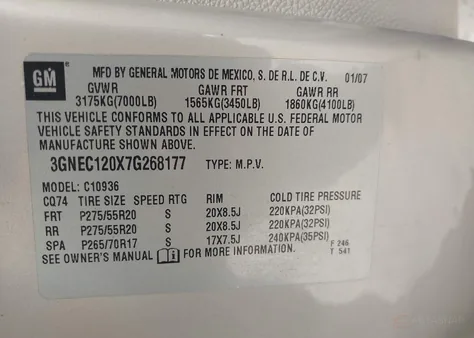 GM
MFD BY GENERAL MOTORS DE MEXICO, S. DE R.L. DE C.V. 01/07
GVWR GAWR FRT GAWR RR
3175KG(7000LB) 1565KG(3450LB) 1860KG(4100LB)
THIS VEHICLE CONFORMS TO ALL APPLICABLE U.S. FEDERAL MOTOR
VEHICLE SAFETY STANDARDS IN EFFECT ON THE DATE OF
MANUFACTURE SHOWN ABOVE.
3GNEC120X7G268177 TYPE: M.P.V.
MODEL: C10936
CQ74 TIRE SIZE SPEED RTG RIM COLD TIRE PRESSURE
FRT P275/55R20 S 20X8.5J 220KPA(32PSI)
RR P275/55R20 S 20X8.5J 220KPA(32PSI)
SPA P265/70R17 S 17X7.5J 240KPA(35PSI)
SEE OWNER'S MANUAL FOR MORE INFORMATION.
F 246
T 541